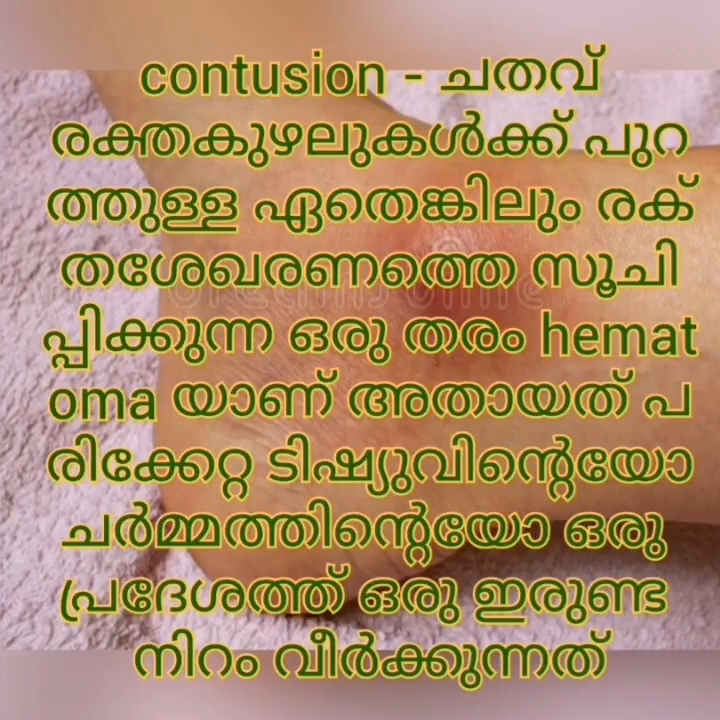 contusion - ചതവ്
രക്തകുഴലുകൾക്ക് പുറ
ത്തുള്ള ഏതെങ്കിലും രക്
തശേഖരണത്തെ സൂചി
പ്പിക്കുന്ന ഒരു തരം hemat
oma യാണ് അതായത് പ
രിക്കേറ്റ ടിഷ്യുവിന്റെയോ
ചർമ്മത്തിന്റെയോ ഒരു
പ്രദേശത്ത് ഒരു ഇരുണ്ട
നിറം വീർക്കുന്നത്